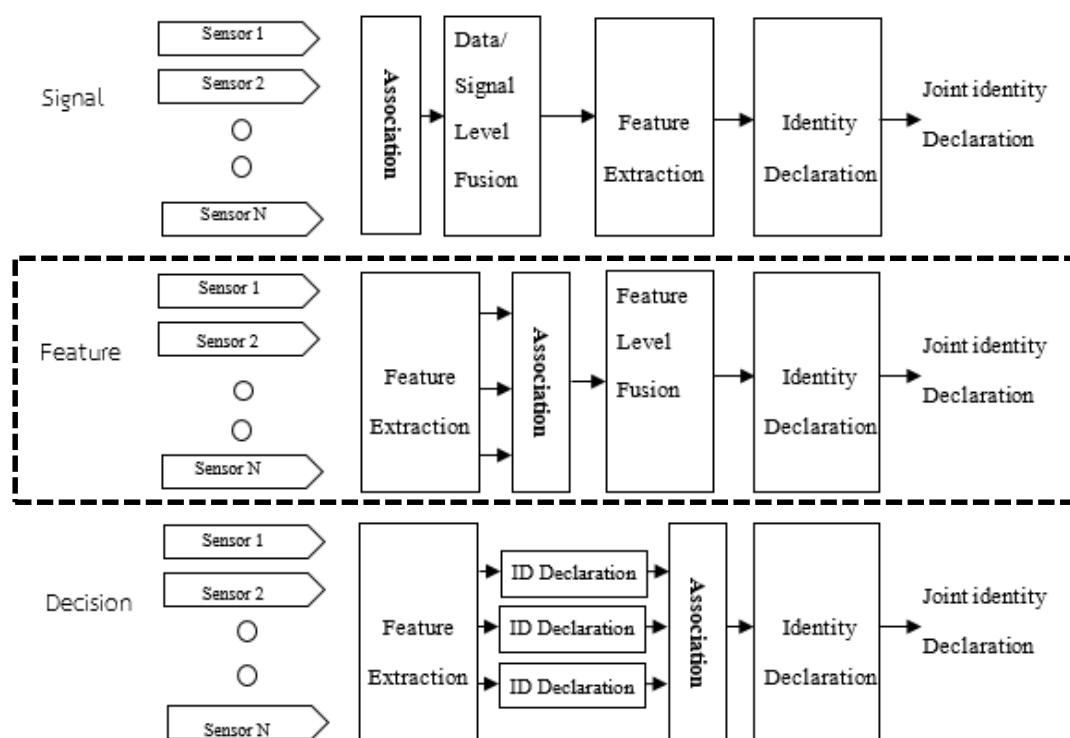 Signal
Sensor 1
Sensor 2
Sensor N
Association
Data/
Signal
Level
Fusion
Feature
Extraction
Identity
Declaration
Joint identity
Declaration
Feature
Sensor 1
Sensor 2
Sensor N
Feature
Extraction
Association
Feature
Level
Fusion
Identity
Declaration
Joint identity
Declaration
Decision
Sensor 1
Sensor 2
Sensor N
Feature
Extraction
ID Declaration
ID Declaration
ID Declaration
Association
Identity
Declaration
Joint identity
Declaration